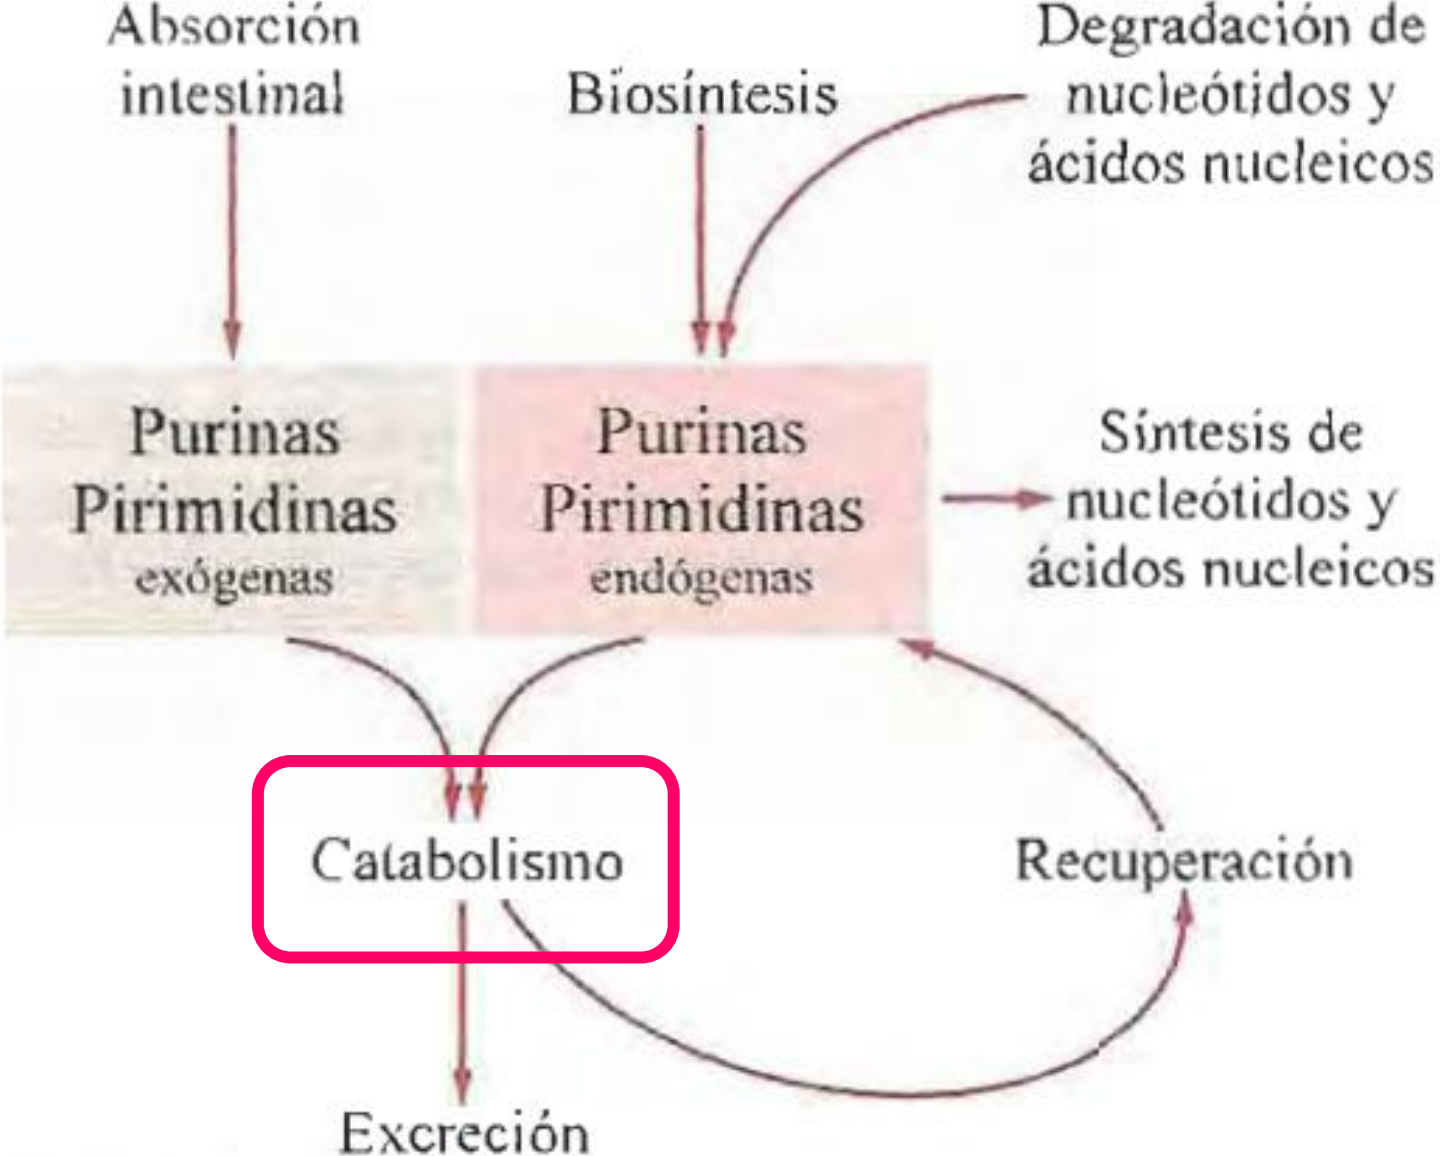 Absorción
intestinal
Biosíntesis
Degradación de
nucleótidos y
ácidos nucleicos
Purinas
Pirimidinas
exógenas
Purinas
Pirimidinas
endógenas
Síntesis de
nucleótidos y
ácidos nucleicos
Catabolismo
Recuperación
Excreción